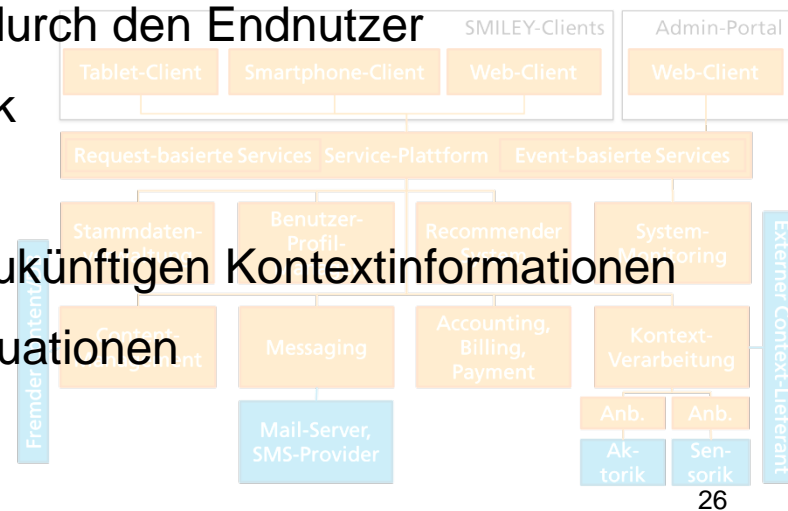 durch den Endnutzer
SMILEY-Clients
Admin-Portal
Tablet-Client
Smartphone-Client
Web-Client
Web-Client
k
Request-basierte Services
Service-Plattform
Event-basierte Services
Stammdaten-
Benutzer-
Profil-
Recommender
System-
Monitoring
ukünftigen Kontextinformationen
uationen
Fremder
Content-
Messaging
Accounting,
Billing,
Payment
Kontext-
Verarbeitung
Externer Context-Lieferant
Mail-Server,
SMS-Provider
Anb.
Anb.
Ak-
torik
Sen-
sorik
26